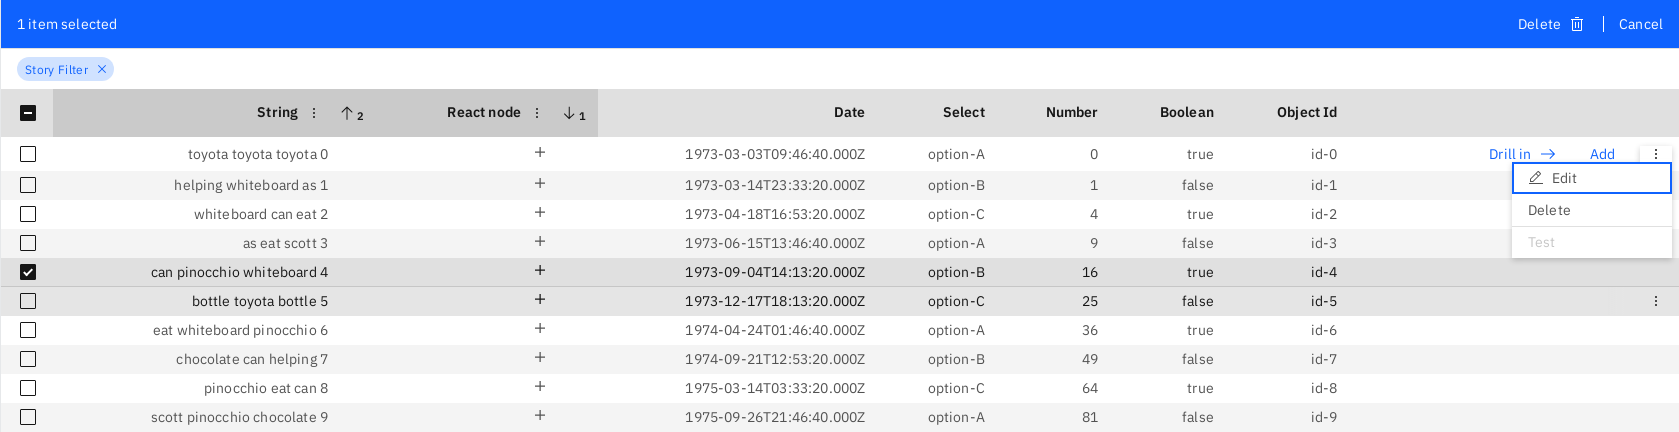 1 item selected Delete Cancel
Story Filter
String 2 React node 1 Date Select Number Boolean Object Id
toyota toyota toyota 0 + 1973-03-03T09:46:40.000Z option-A 0 true id-0 Drill in Add
Edit
helping whiteboard as 1 + 1973-03-14T23:33:20.000Z option-B 1 false id-1
whiteboard can eat 2 + 1973-04-18T16:53:20.000Z option-C 4 true id-2
Delete
as eat scott 3 + 1973-06-15T13:46:40.000Z option-A 9 false id-3
Test
can pinocchio whiteboard 4 + 1973-09-04T14:13:20.000Z option-B 16 true id-4
bottle toyota bottle 5 + 1973-12-17T18:13:20.000Z option-C 25 false id-5
eat whiteboard pinocchio 6 + 1974-04-24T01:46:40.000Z option-A 36 true id-6
chocolate can helping 7 + 1974-09-21T12:53:20.000Z option-B 49 false id-7
pinocchio eat can 8 + 1975-03-14T03:33:20.000Z option-C 64 true id-8
scott pinocchio chocolate 9 + 1975-09-26T21:46:40.000Z option-A 81 false id-9